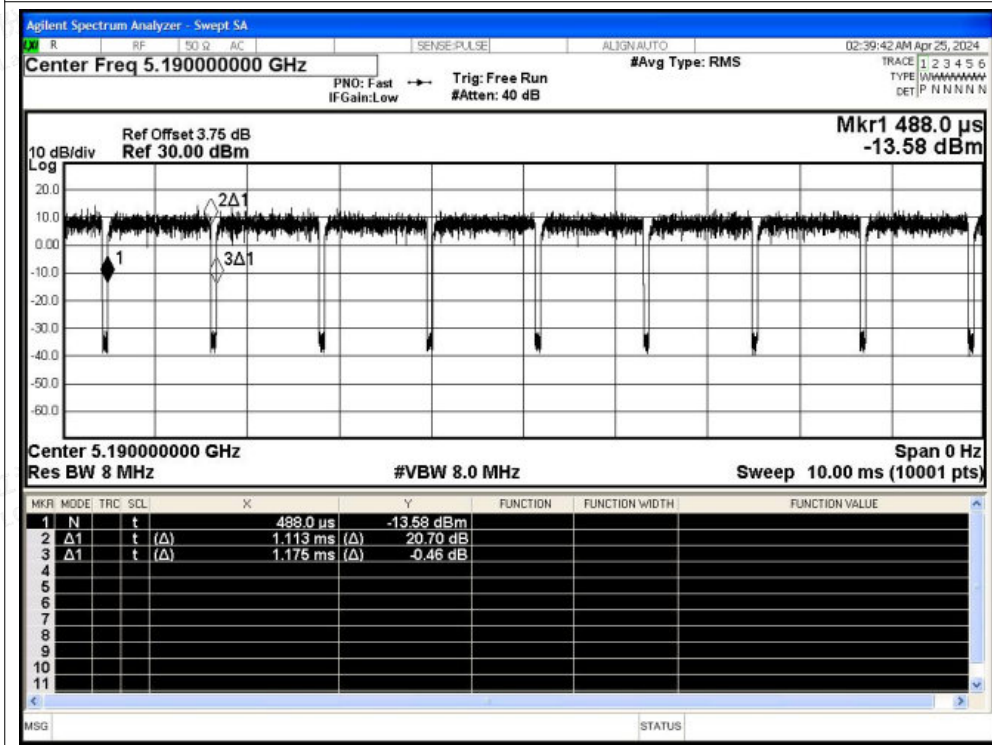 Agilent Spectrum Analyzer - Swept SA
LXI R RF 50 Ω AC SENSE:PULSE ALIGN AUTO 02:39:42 AM Apr 25, 2024
Center Freq 5.190000000 GHz #Avg Type: RMS TRACE 1 2 3 4 5 6
PNO: Fast Trig: Free Run TYPE WWWWWW
IFGain:Low #Atten: 40 dB DET P N N N N N
Mkr1 488.0 µs
Ref Offset 3.75 dB
10 dB/div Ref 30.00 dBm -13.58 dBm
Log
20.0
2Δ1
10.0
0.00
1 3Δ1
-10.0
-20.0
-30.0
-40.0
-50.0
-60.0
Center 5.190000000 GHz Span 0 Hz
Res BW 8 MHz #VBW 8.0 MHz Sweep 10.00 ms (10001 pts)
MKR MODE TRC SCL X Y FUNCTION FUNCTION WIDTH FUNCTION VALUE
1 N t 488.0 µs -13.58 dBm
2 Δ1 t (Δ) 1.113 ms (Δ) 20.70 dB
3 Δ1 t (Δ) 1.175 ms (Δ) -0.46 dB
4
5
6
7
8
9
10
11
MSG STATUS